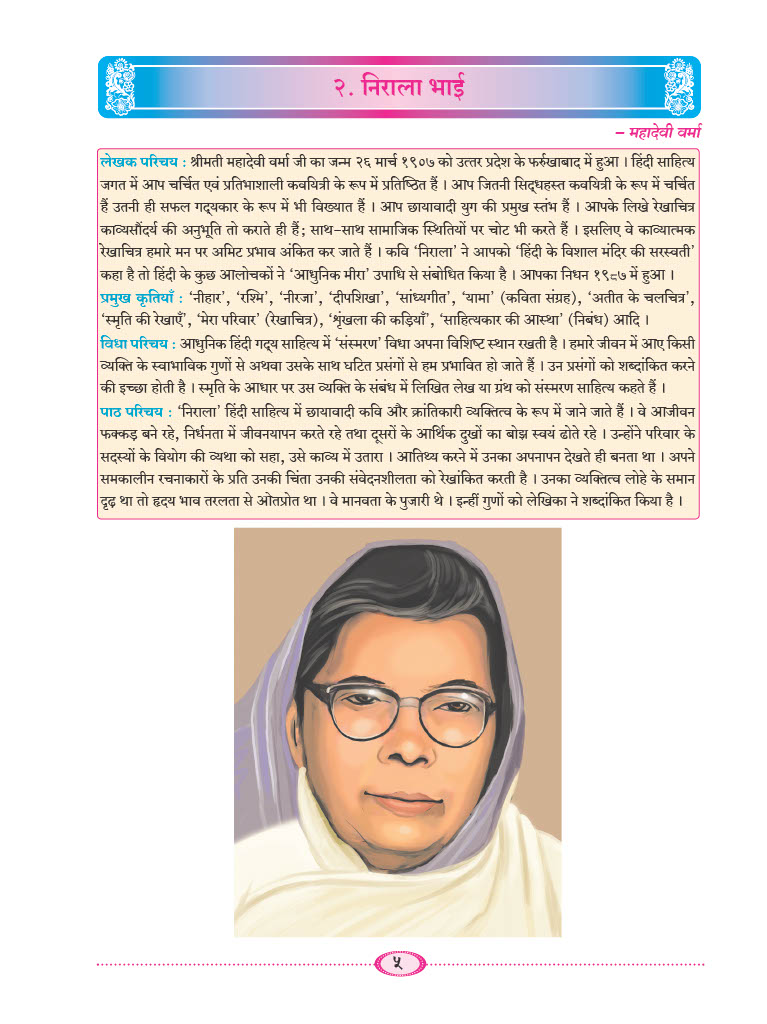 २. निराला भाई
– महादेवी वर्मा
लेखक परिचय : श्रीमती महादेवी वर्मा जी का जन्म २६ मार्च १९०७ को उत्तर प्रदेश के फर्रुखाबाद में हुआ । हिंदी साहित्य
जगत में आप चर्चित एवं प्रतिभाशाली कवयित्री के रूप में प्रतिष्ठित हैं । आप जितनी सिद्धहस्त कवयित्री के रूप में चर्चित
हैं उतनी ही सफल गद्यकार के रूप में भी विख्यात हैं । आप छायावादी युग की प्रमुख स्तंभ हैं । आपके लिखे रेखाचित्र
काव्यसौंदर्य की अनुभूति तो कराते ही हैं; साथ-साथ सामाजिक स्थितियों पर चोट भी करते हैं । इसलिए वे काव्यात्मक
रेखाचित्र हमारे मन पर अमिट प्रभाव अंकित कर जाते हैं । कवि ‘निराला’ ने आपको ‘हिंदी के विशाल मंदिर की सरस्वती’
कहा है तो हिंदी के कुछ आलोचकों ने ‘आधुनिक मीरा’ उपाधि से संबोधित किया है । आपका निधन १९८७ में हुआ ।
प्रमुख कृतियाँ : ‘नीहार’, ‘रश्मि’, ‘नीरजा’, ‘दीपशिखा’, ‘सांध्यगीत’, ‘यामा’ (कविता संग्रह), ‘अतीत के चलचित्र’,
‘स्मृति की रेखाएँ’, ‘मेरा परिवार’ (रेखाचित्र), ‘शृंखला की कड़ियाँ’, ‘साहित्यकार की आस्था’ (निबंध) आदि ।
विधा परिचय : आधुनिक हिंदी गद्य साहित्य में ‘संस्मरण’ विधा अपना विशिष्ट स्थान रखती है । हमारे जीवन में आए किसी
व्यक्ति के स्वाभाविक गुणों से अथवा उसके साथ घटित प्रसंगों से हम प्रभावित हो जाते हैं । उन प्रसंगों को शब्दांकित करने
की इच्छा होती है । स्मृति के आधार पर उस व्यक्ति के संबंध में लिखित लेख या ग्रंथ को संस्मरण साहित्य कहते हैं ।
पाठ परिचय : ‘निराला’ हिंदी साहित्य में छायावादी कवि और क्रांतिकारी व्यक्तित्व के रूप में जाने जाते हैं । वे आजीवन
फक्कड़ बने रहे, निर्धनता में जीवनयापन करते रहे तथा दूसरों के आर्थिक दुखों का बोझ स्वयं ढोते रहे । उन्होंने परिवार के
सदस्यों के वियोग की व्यथा को सहा, उसे काव्य में उतारा । आतिथ्य करने में उनका अपनापन देखते ही बनता था । अपने
समकालीन रचनाकारों के प्रति उनकी चिंता उनकी संवेदनशीलता को रेखांकित करती है । उनका व्यक्तित्व लोहे के समान
दृढ़ था तो हृदय भाव तरलता से ओतप्रोत था । वे मानवता के पुजारी थे । इन्हीं गुणों को लेखिका ने शब्दांकित किया है ।
५